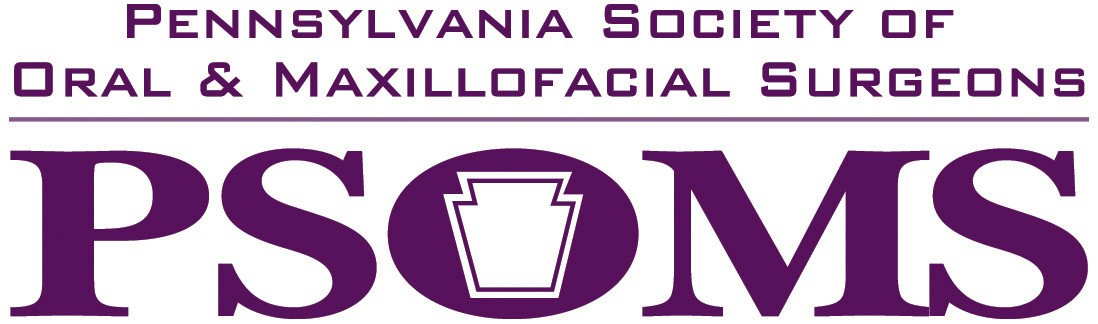 PENNSYLVANIA SOCIETY OF
ORAL & MAXILLOFACIAL SURGEONS
PSOMS